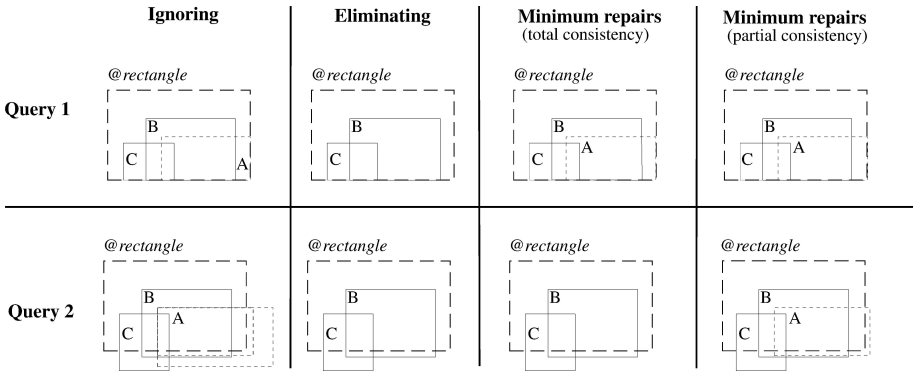 Ignoring
Eliminating
Minimum repairs
(total consistency)
Minimum repairs
(partial consistency)
Query 1
@rectangle
B
C
A
@rectangle
B
C
@rectangle
B
A
C
@rectangle
B
A
C
Query 2
@rectangle
B
A
C
@rectangle
B
C
@rectangle
B
C
@rectangle
B
A
C